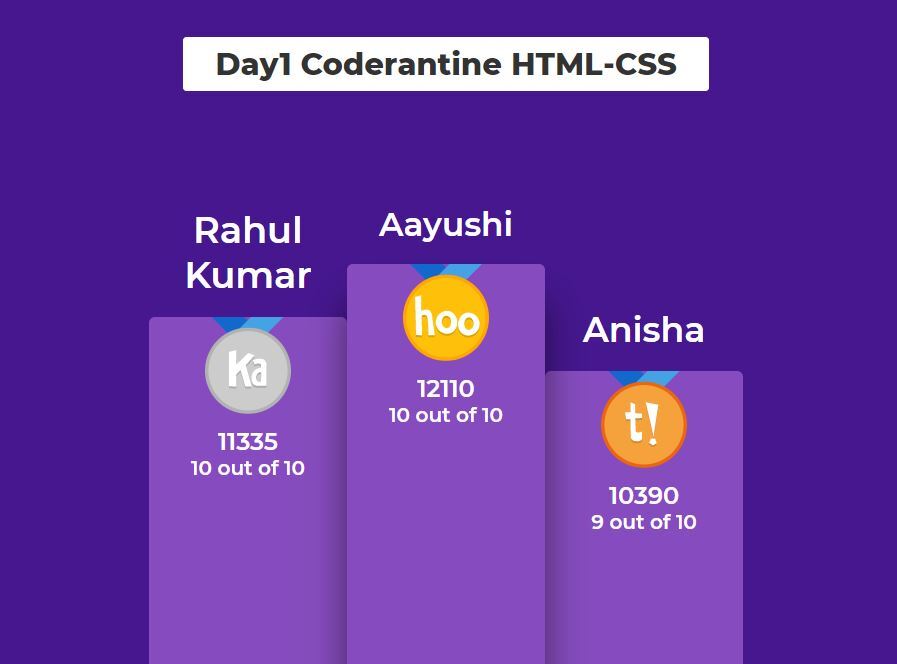 Day1 Coderantine HTML-CSS
Rahul
Kumar
Ka
11335
10 out of 10
Aayushi
hoo
12110
10 out of 10
Anisha
t!
10390
9 out of 10